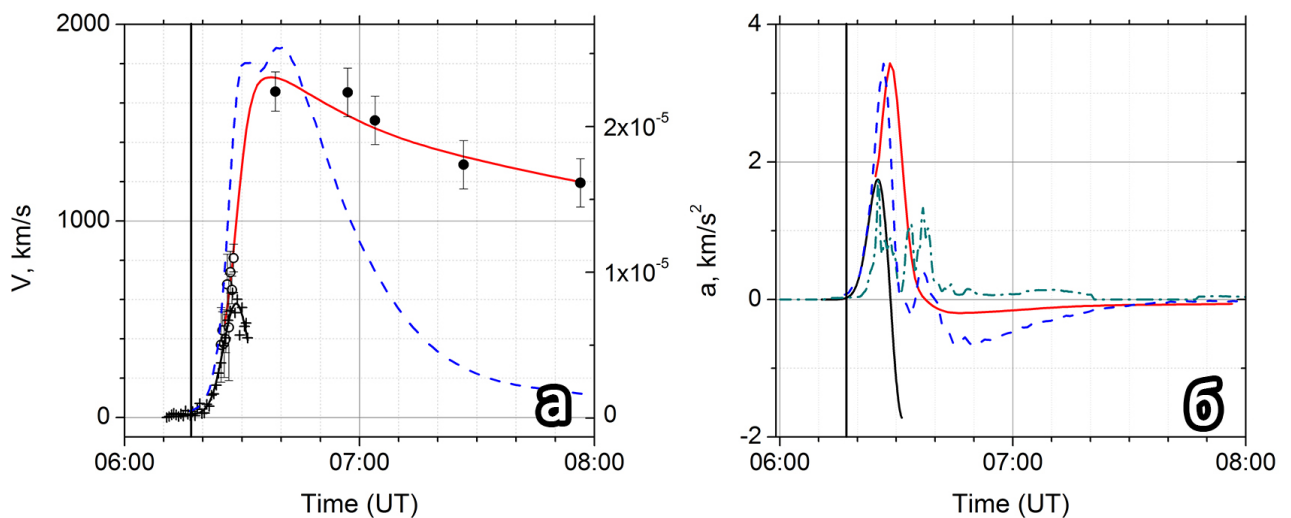 2000
1000
0
V, km/s
2x10⁻⁵
1x10⁻⁵
0
06:00 07:00 08:00
Time (UT)
а
4
2
0
-2
a, km/s²
06:00 07:00 08:00
Time (UT)
б